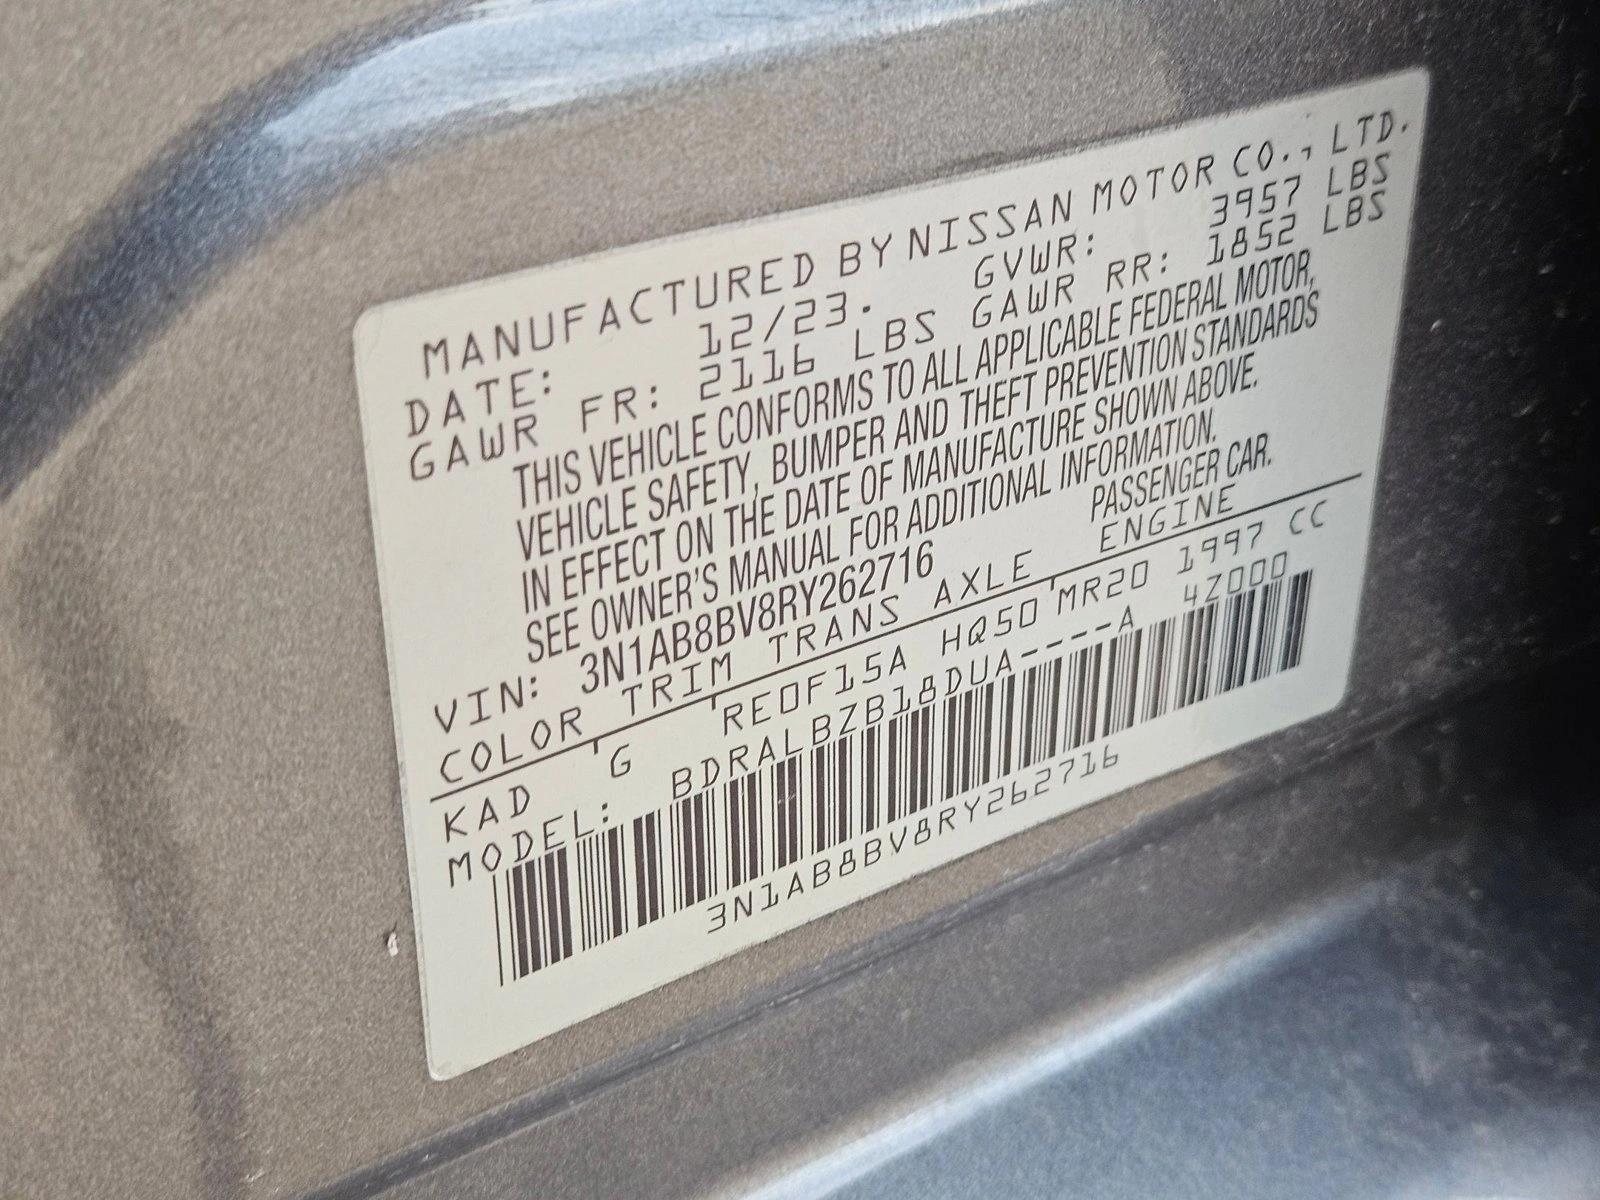 MANUFACTURED BY NISSAN MOTOR CO., LTD.
DATE: 12/23. GVWR: 3957 LBS
GAWR FR: 2116 LBS GAWR RR: 1852 LBS
THIS VEHICLE CONFORMS TO ALL APPLICABLE FEDERAL MOTOR,
VEHICLE SAFETY, BUMPER AND THEFT PREVENTION STANDARDS
IN EFFECT ON THE DATE OF MANUFACTURE SHOWN ABOVE.
SEE OWNER'S MANUAL FOR ADDITIONAL INFORMATION.
VIN: 3N1AB8BV8RY262716 PASSENGER CAR.
COLOR TRIM TRANS AXLE ENGINE
KAD G RE0F15A HQ50 MR20 1997 CC
MODEL: BDRALBZB18DUA----A 4Z000
3N1AB8BV8RY262716